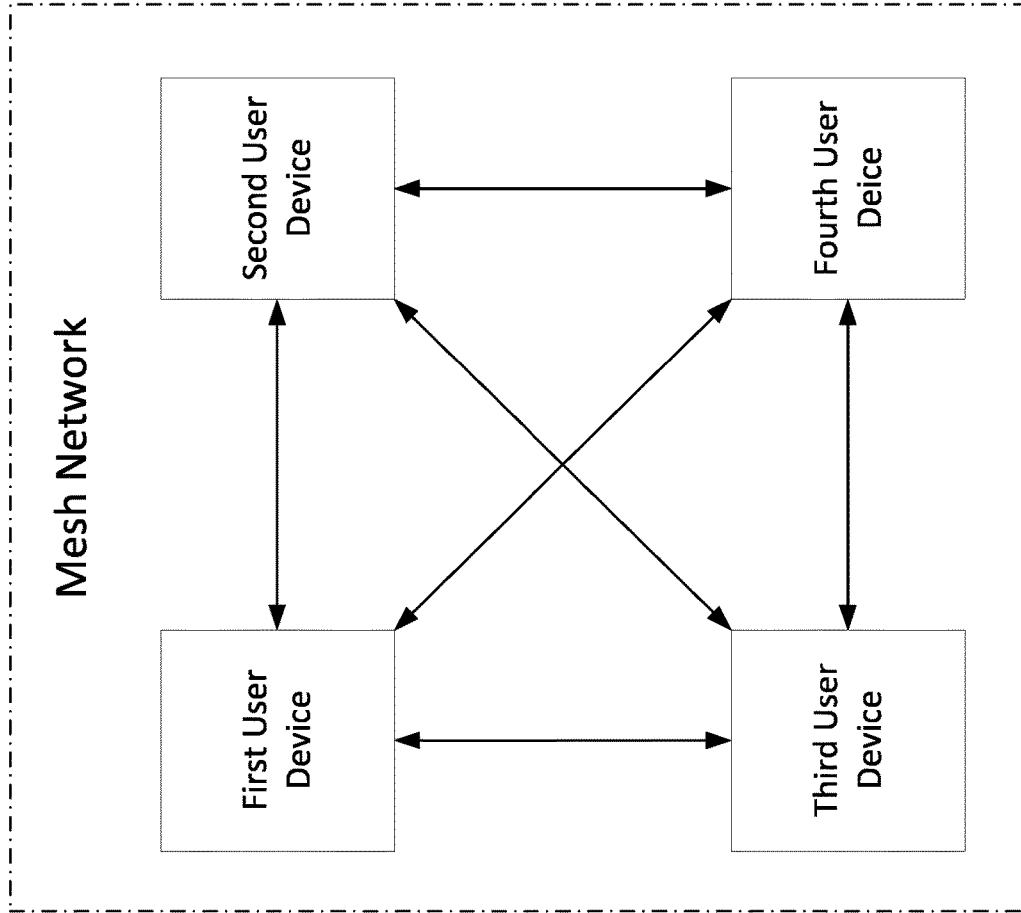 Mesh Network
First User
Device
Second User
Device
Third User
Device
Fourth User
Deice